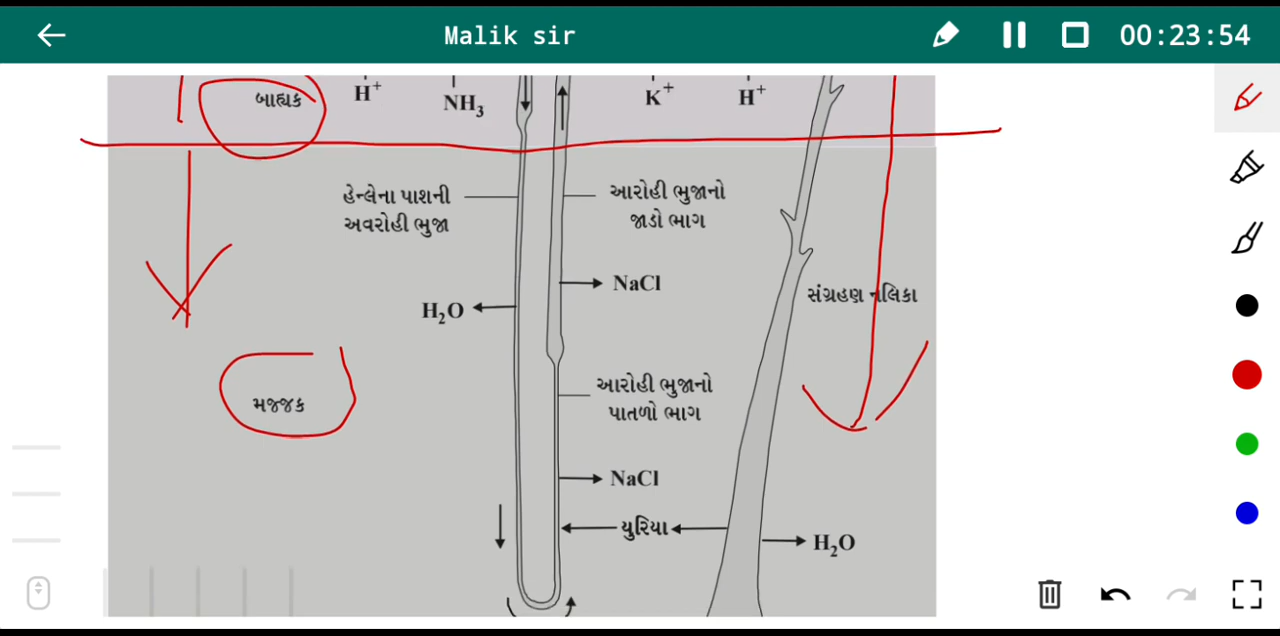 Malik sir
00:23:54
બાહ્યક
H+
NH3
K+
H+
હેન્લેના પાશની
અવરોહી ભુજા
આરોહી ભુજાનો
જાડો ભાગ
NaCl
H2O
સંગ્રહણ નલિકા
મજ્જક
આરોહી ભુજાનો
પાતળો ભાગ
NaCl
યુરિયા
H2O